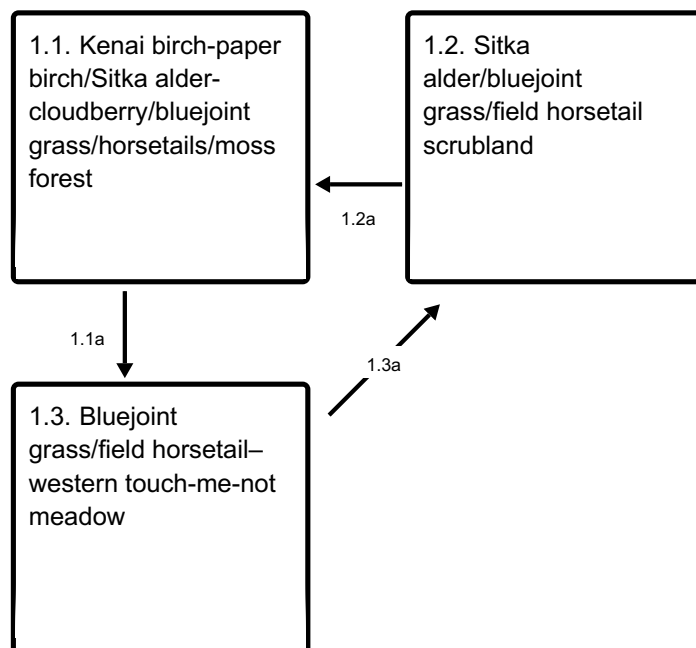 1.1. Kenai birch-paper
birch/Sitka alder-
cloudberry/bluejoint
grass/horsetails/moss
forest
1.2. Sitka
alder/bluejoint
grass/field horsetail
scrubland
1.2a
1.1a
1.3a
1.3. Bluejoint
grass/field horsetail–
western touch-me-not
meadow